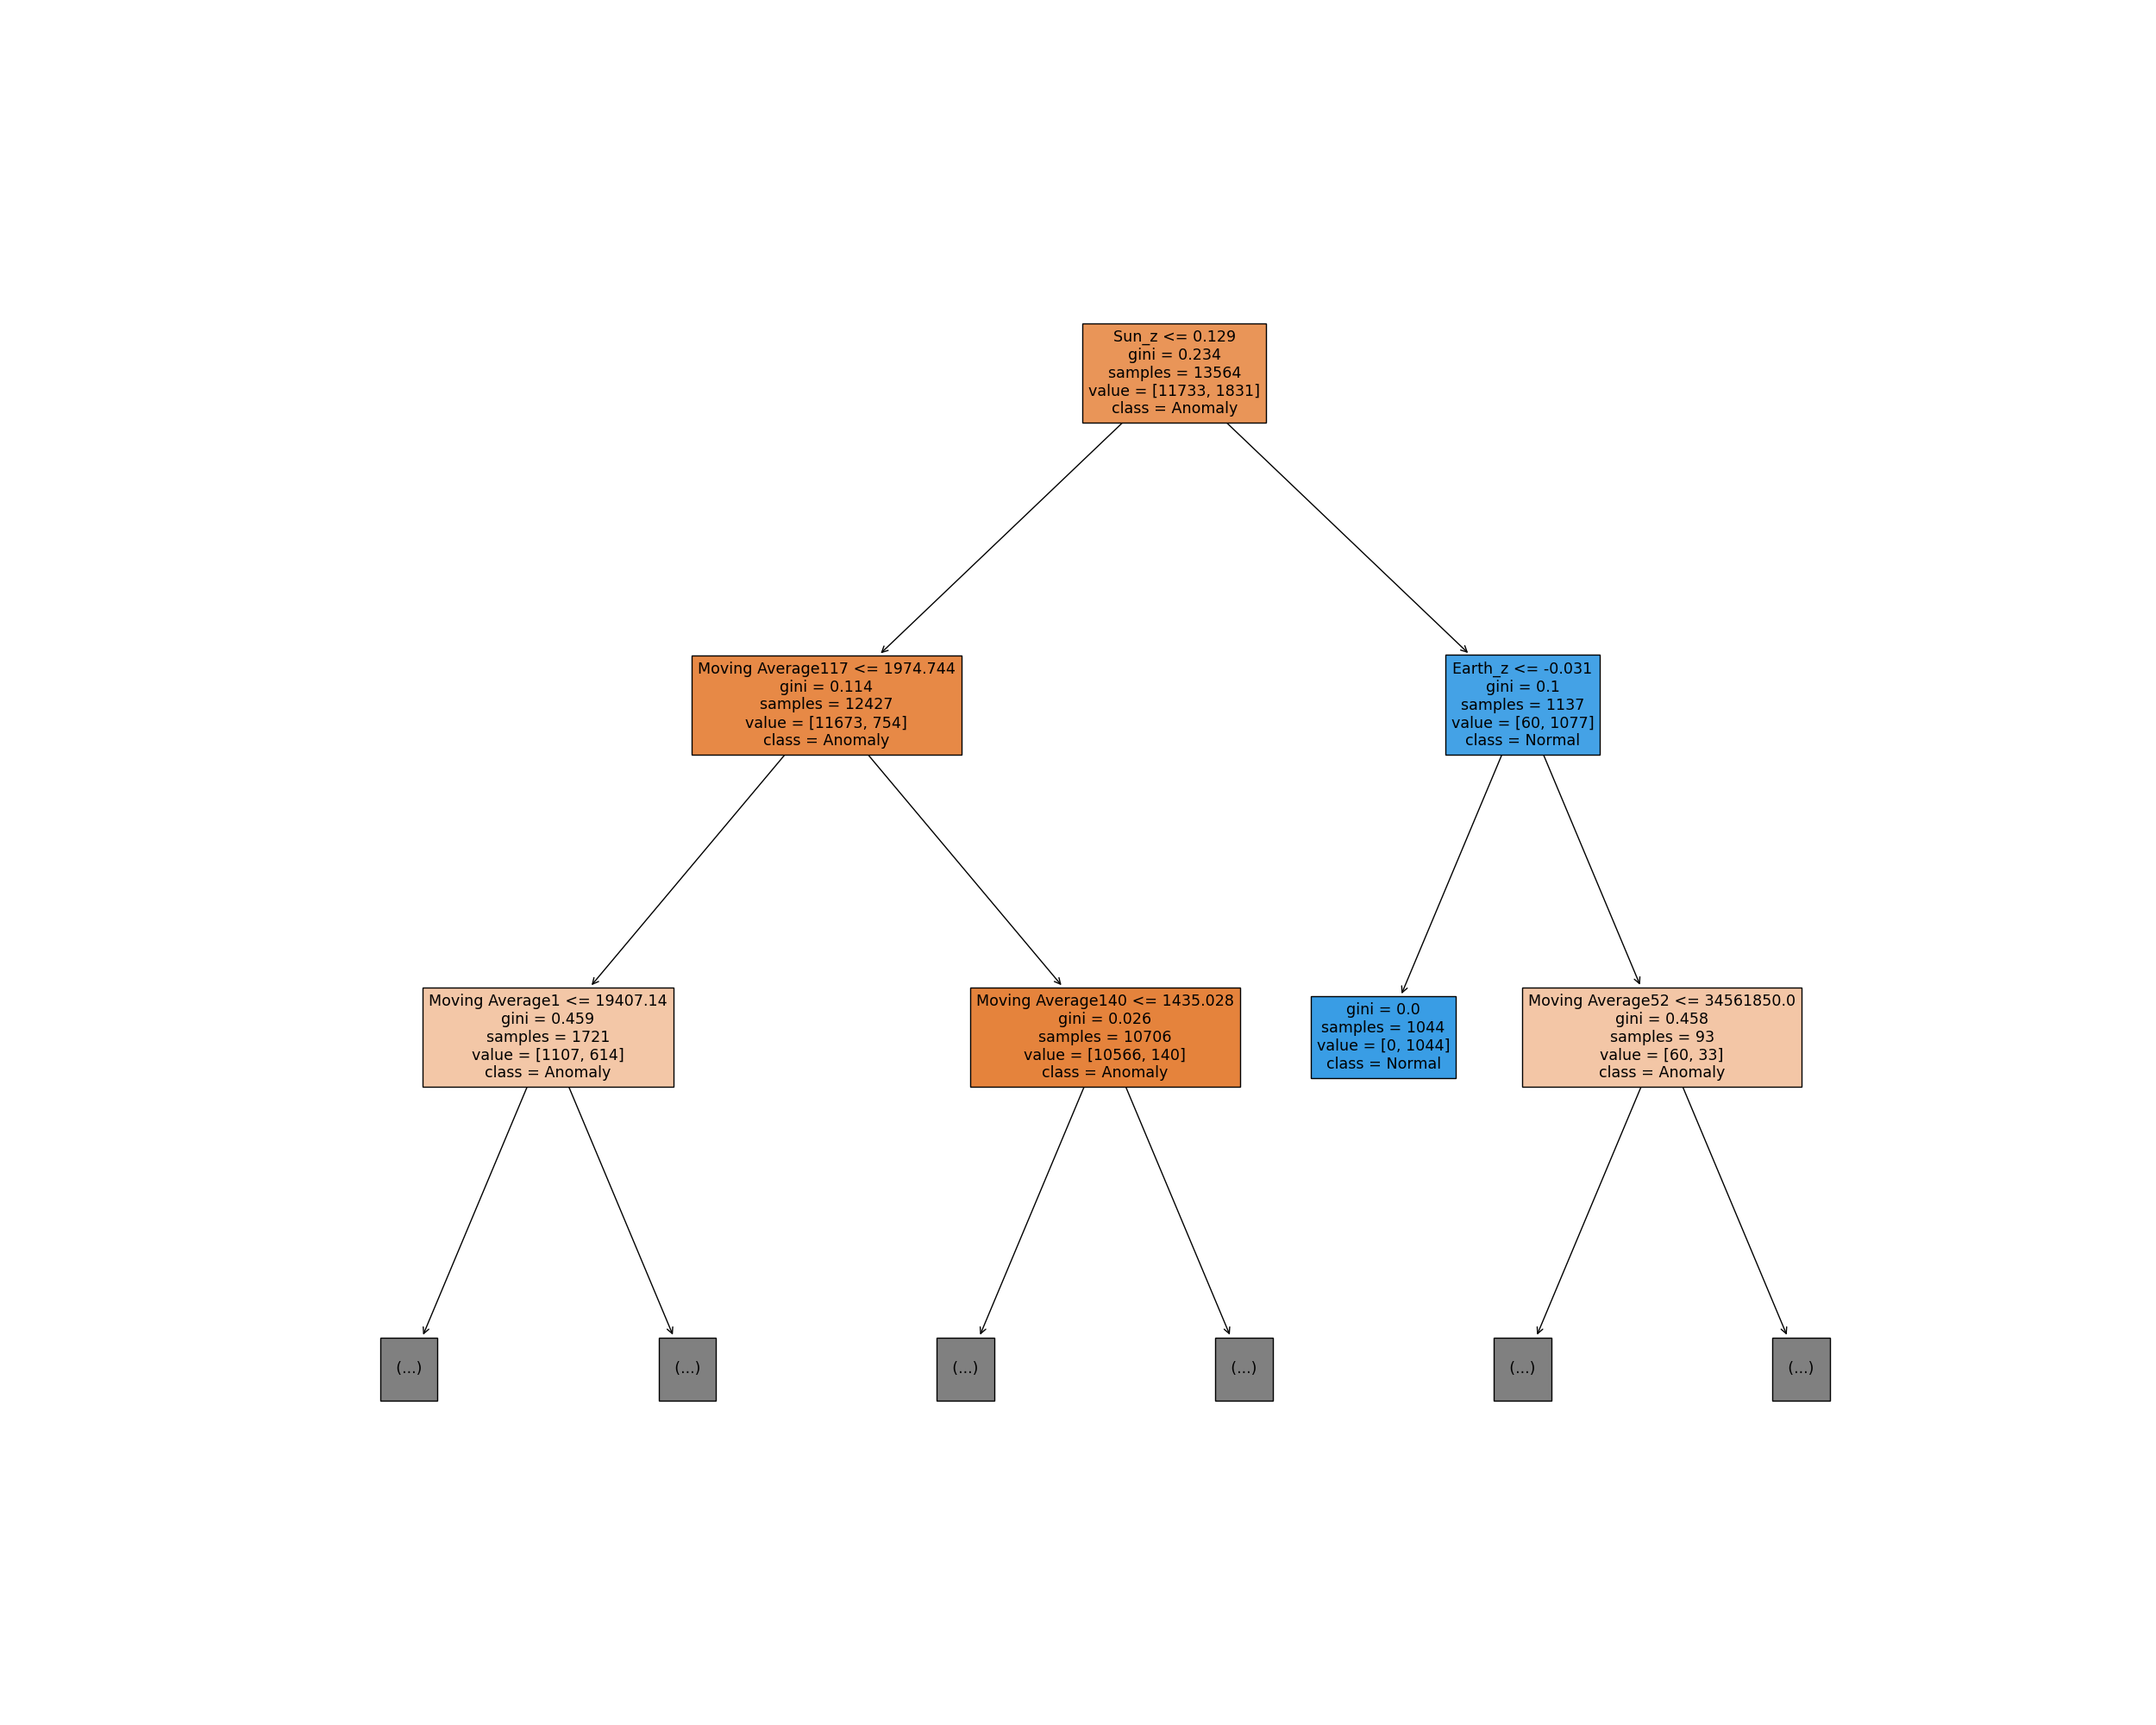 Sun_z <= 0.129
gini = 0.234
samples = 13564
value = [11733, 1831]
class = Anomaly
Moving Average117 <= 1974.744
gini = 0.114
samples = 12427
value = [11673, 754]
class = Anomaly
Earth_z <= -0.031
gini = 0.1
samples = 1137
value = [60, 1077]
class = Normal
Moving Average1 <= 19407.14
gini = 0.459
samples = 1721
value = [1107, 614]
class = Anomaly
Moving Average140 <= 1435.028
gini = 0.026
samples = 10706
value = [10566, 140]
class = Anomaly
gini = 0.0
samples = 1044
value = [0, 1044]
class = Normal
Moving Average52 <= 34561850.0
gini = 0.458
samples = 93
value = [60, 33]
class = Anomaly
(...)
(...)
(...)
(...)
(...)
(...)